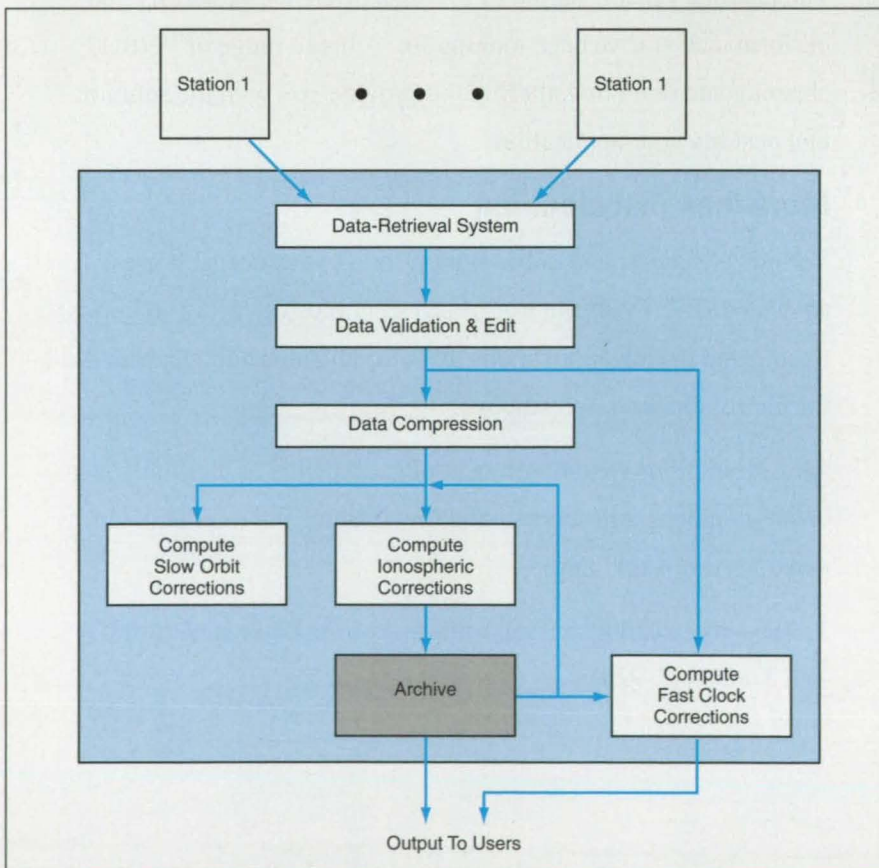 Station 1
Station 1
Data-Retrieval System
Data Validation & Edit
Data Compression
Compute
Slow Orbit
Corrections
Compute
Ionospheric
Corrections
Archive
Compute
Fast Clock
Corrections
Output To Users